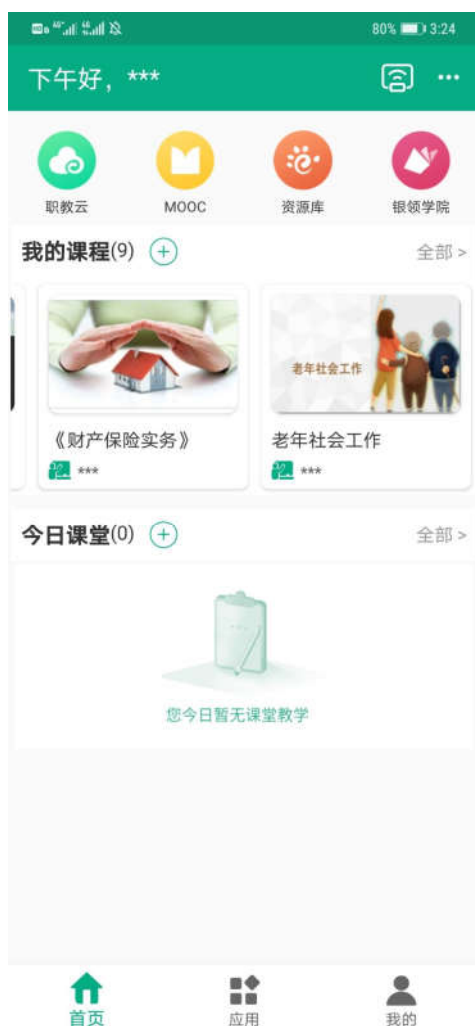 80% 3:24
下午好，***
职教云 MOOC 资源库 银领学院
我的课程(9) 全部 >
老年社会工作
《财产保险实务》 老年社会工作
*** ***
今日课堂(0) 全部 >
您今日暂无课堂教学
首页 应用 我的